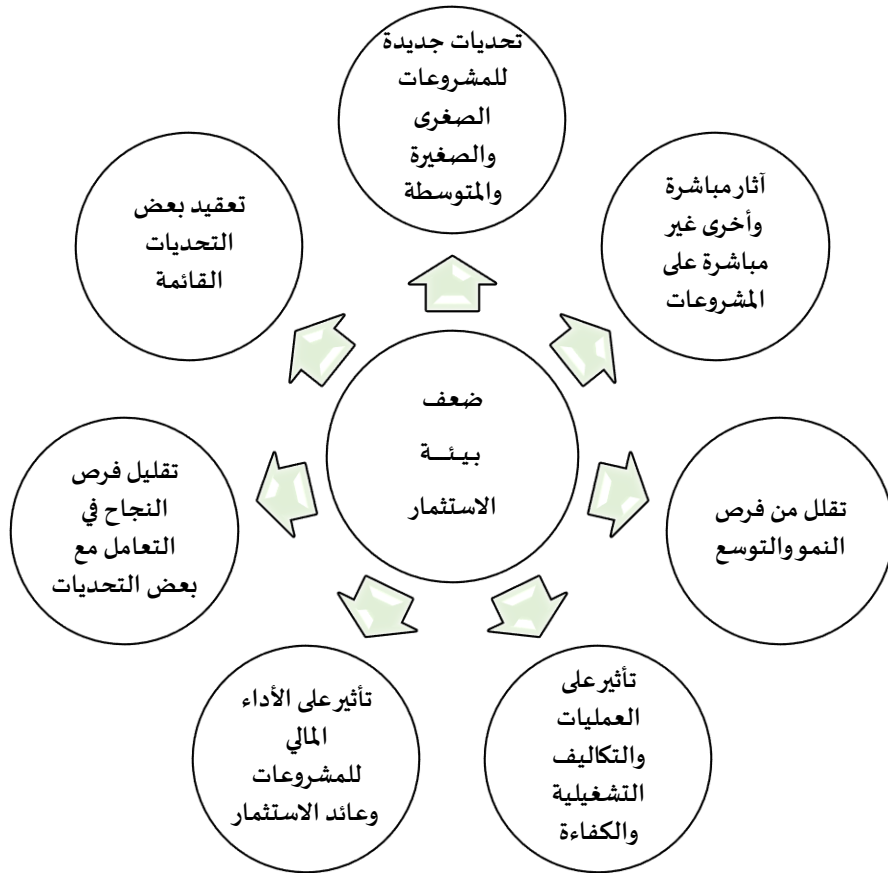 تحديات جديدة
للمشروعات
الصغرى
والصغيرة
والمتوسطة
آثار مباشرة
وأخرى غير
مباشرة على
المشروعات
تعقيد بعض
التحديات
القائمة
ضعف
بيئة
الاستثمار
تقلل من فرص
النمو والتوسع
تقليل فرص
النجاح في
التعامل مع
بعض التحديات
تأثير على
العمليات
والتكاليف
التشغيلية
والكفاءة
تأثير على الأداء
المالي
للمشروعات
وعائد الاستثمار